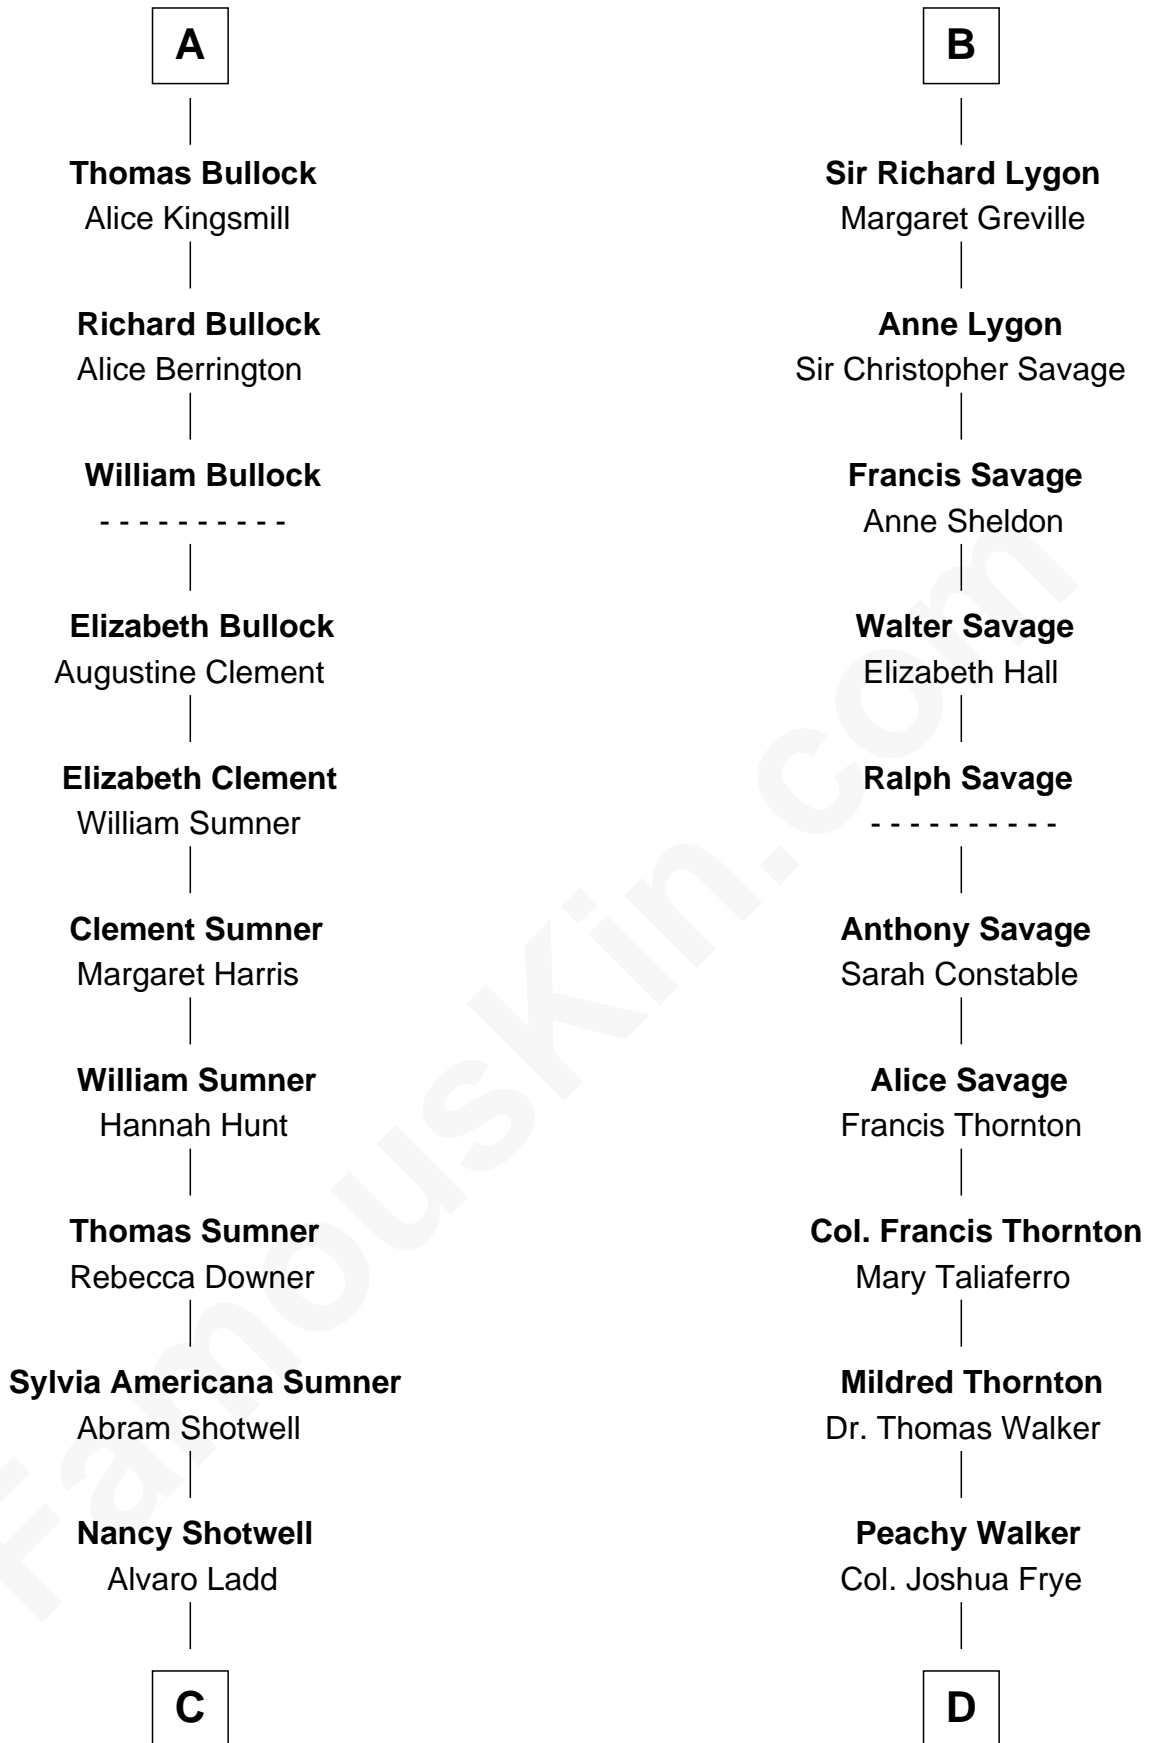 A
Thomas Bullock
Alice Kingsmill
Richard Bullock
Alice Berrington
William Bullock
- - - - - - - - - -
Elizabeth Bullock
Augustine Clement
Elizabeth Clement
William Sumner
Clement Sumner
Margaret Harris
William Sumner
Hannah Hunt
Thomas Sumner
Rebecca Downer
Sylvia Americana Sumner
Abram Shotwell
Nancy Shotwell
Alvaro Ladd
C
B
Sir Richard Lygon
Margaret Greville
Anne Lygon
Sir Christopher Savage
Francis Savage
Anne Sheldon
Walter Savage
Elizabeth Hall
Ralph Savage
- - - - - - - - - -
Anthony Savage
Sarah Constable
Alice Savage
Francis Thornton
Col. Francis Thornton
Mary Taliaferro
Mildred Thornton
Dr. Thomas Walker
Peachy Walker
Col. Joshua Frye
D
FamousKin.com